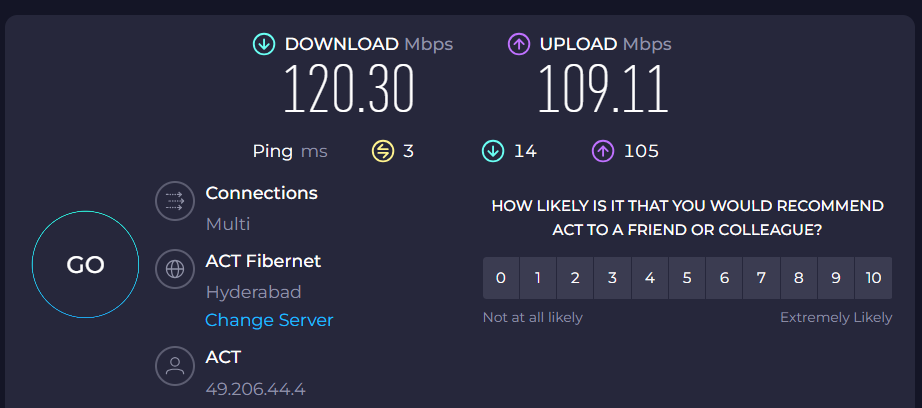 DOWNLOAD Mbps
120.30
UPLOAD Mbps
109.11
Ping ms 3 14 105
Connections
Multi
GO
ACT Fibernet
Hyderabad
Change Server
ACT
49.206.44.4
HOW LIKELY IS IT THAT YOU WOULD RECOMMEND
ACT TO A FRIEND OR COLLEAGUE?
0 1 2 3 4 5 6 7 8 9 10
Not at all likely Extremely Likely